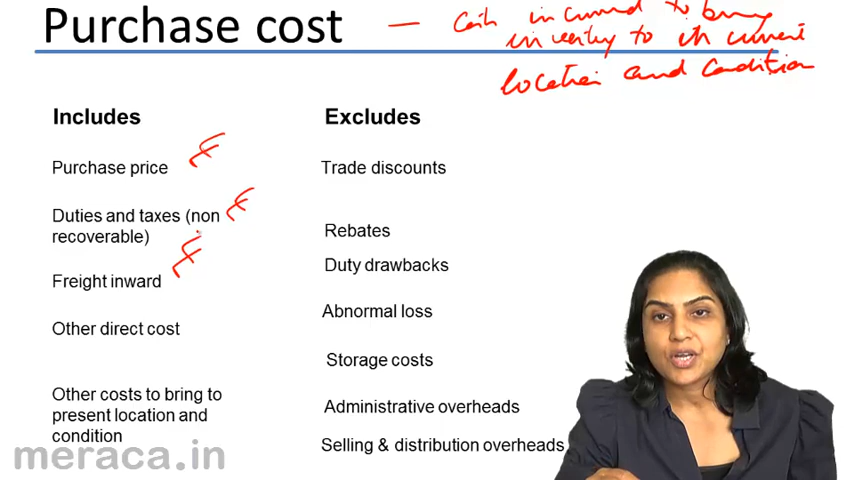 Purchase cost — Cash incurred to bring
inventory to its current
location and condition
Includes
Purchase price
Duties and taxes (non
recoverable)
Freight inward
Other direct cost
Other costs to bring to
present location and
condition
Excludes
Trade discounts
Rebates
Duty drawbacks
Abnormal loss
Storage costs
Administrative overheads
Selling & distribution overheads
meraca.in